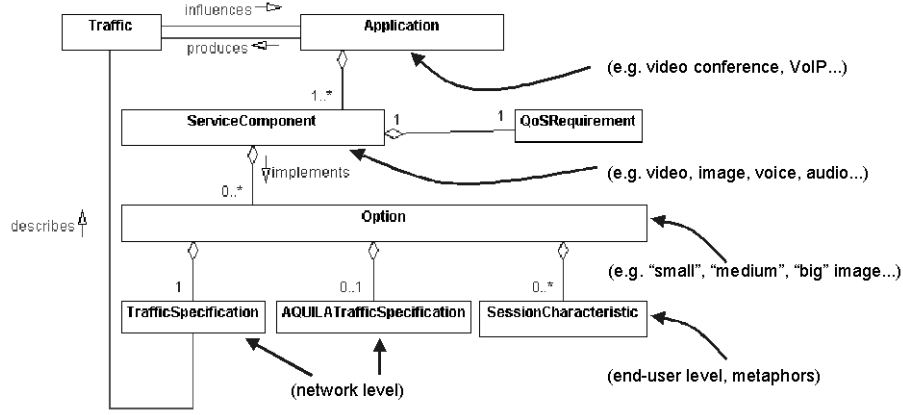 influences
Traffic
Application
produces
(e.g. video conference, VoIP...)
1..*
ServiceComponent
1
1
QoSRequirement
implements
(e.g. video, image, voice, audio...)
0..*
describes
Option
(e.g. “small”, “medium”, “big” image...)
1
0..1
0..*
TrafficSpecification
AQUILATrafficSpecification
SessionCharacteristic
(network level)
(end-user level, metaphors)